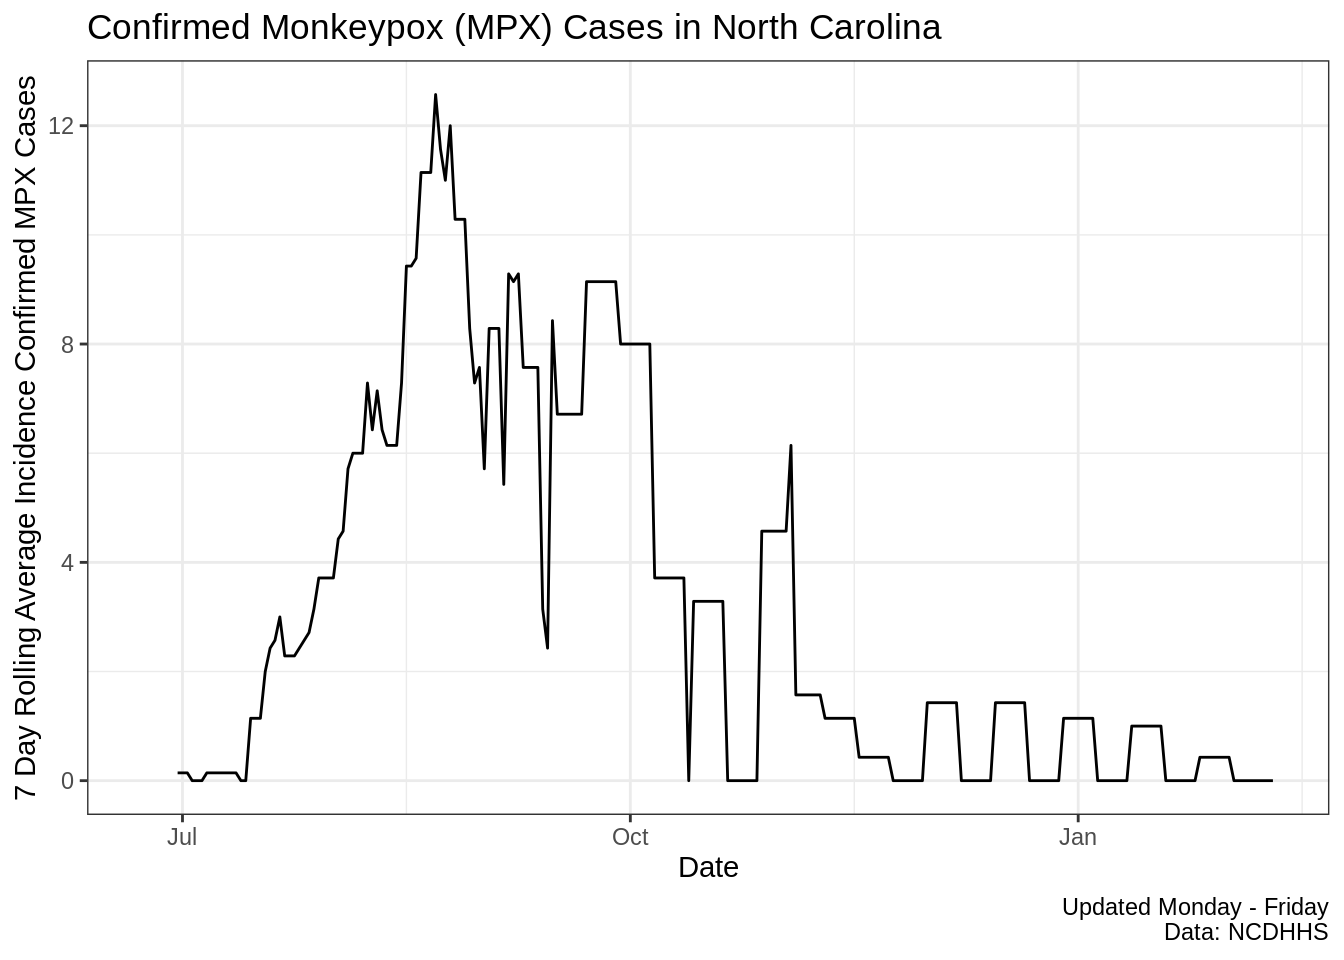 Confirmed Monkeypox (MPX) Cases in North Carolina
7 Day Rolling Average Incidence Confirmed MPX Cases
12
8
4
0
Jul
Oct
Jan
Date
Updated Monday - Friday
Data: NCDHHS